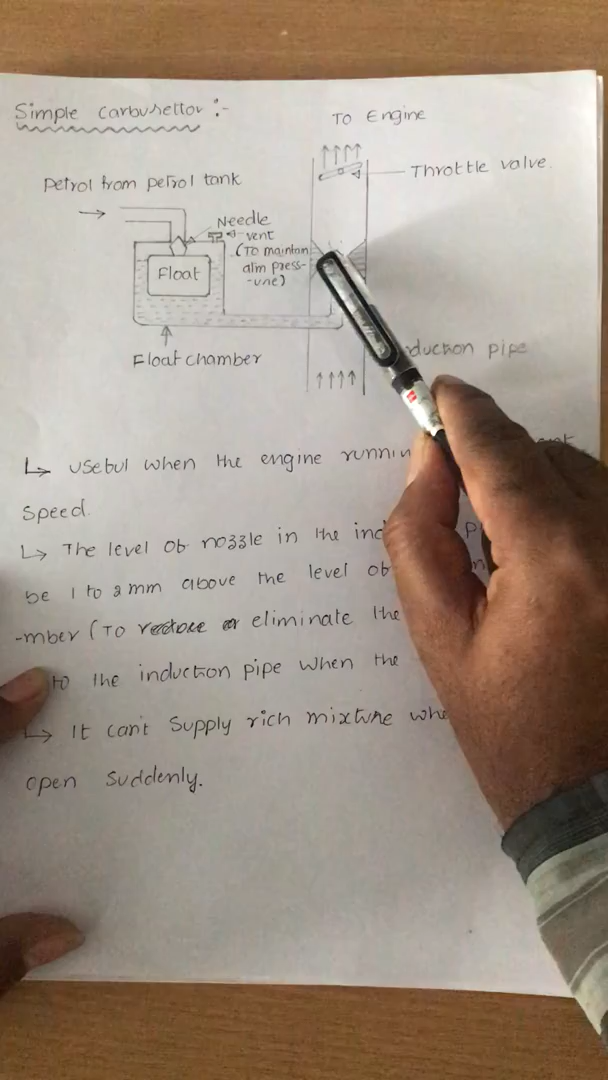 Simple Carburettor :-
To Engine
Throttle valve.
Petrol from petrol tank
Needle
vent
(To maintain
atm press-
-ure)
Float
Float chamber
duction pipe
↳ Useful when the engine runnin
Speed.
↳ The level of nozzle in the ind
be 1 to 2 mm above the level of
-mber (To reduce or eliminate the
to the induction pipe when the
↳ It can't Supply rich mixture whe
open Suddenly.